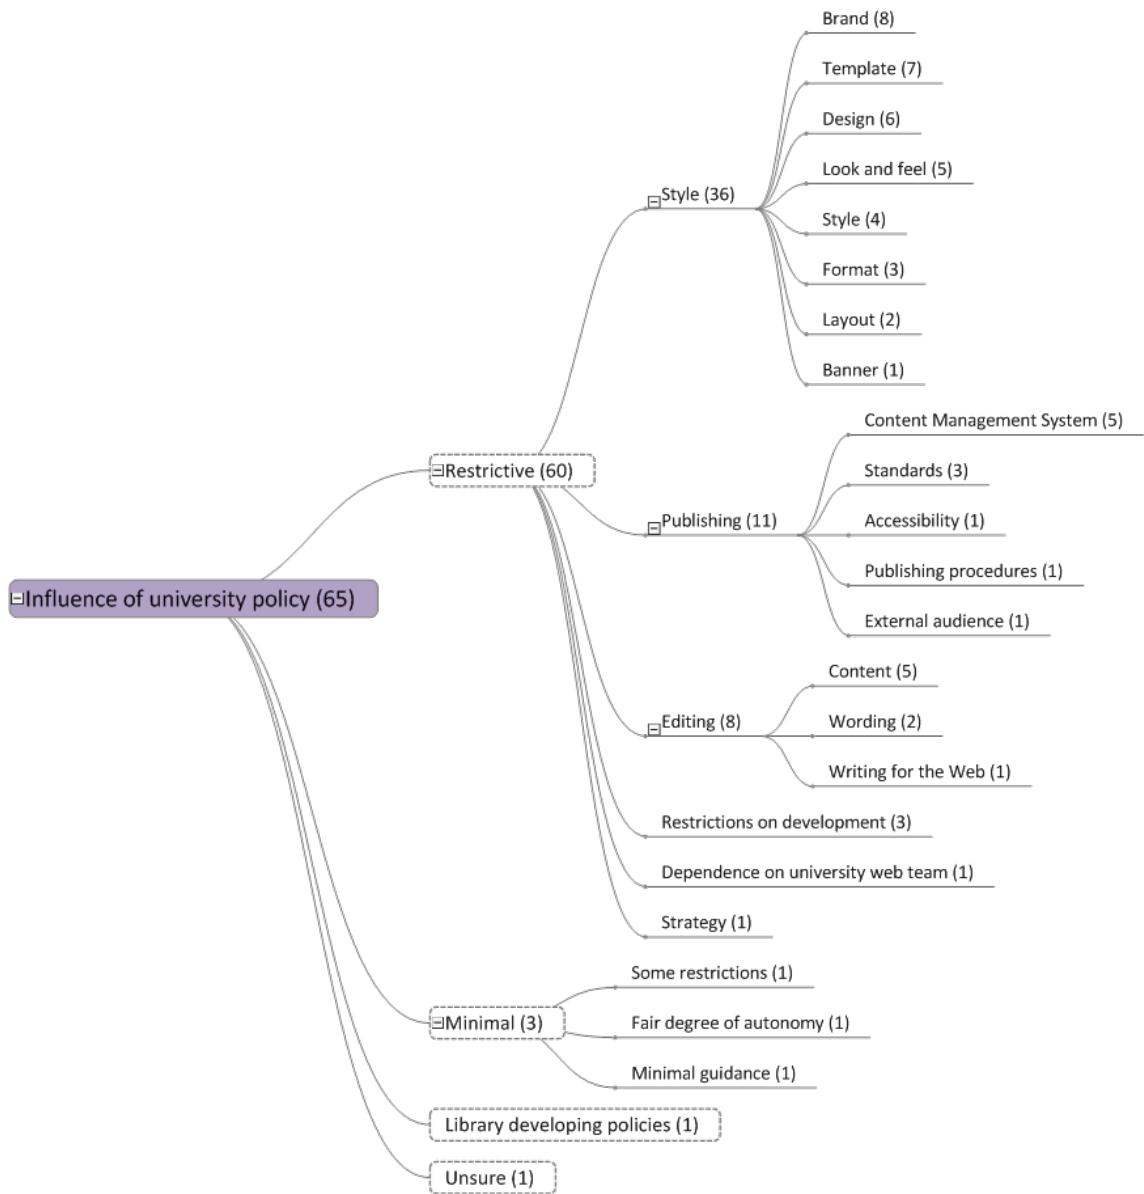 Brand (8)
Template (7)
Design (6)
Look and feel (5)
Style (36)
Style (4)
Format (3)
Layout (2)
Banner (1)
Content Management System (5)
Restrictive (60)
Standards (3)
Publishing (11)
Accessibility (1)
Publishing procedures (1)
Influence of university policy (65)
External audience (1)
Content (5)
Editing (8)
Wording (2)
Writing for the Web (1)
Restrictions on development (3)
Dependence on university web team (1)
Strategy (1)
Some restrictions (1)
Minimal (3)
Fair degree of autonomy (1)
Minimal guidance (1)
Library developing policies (1)
Unsure (1)